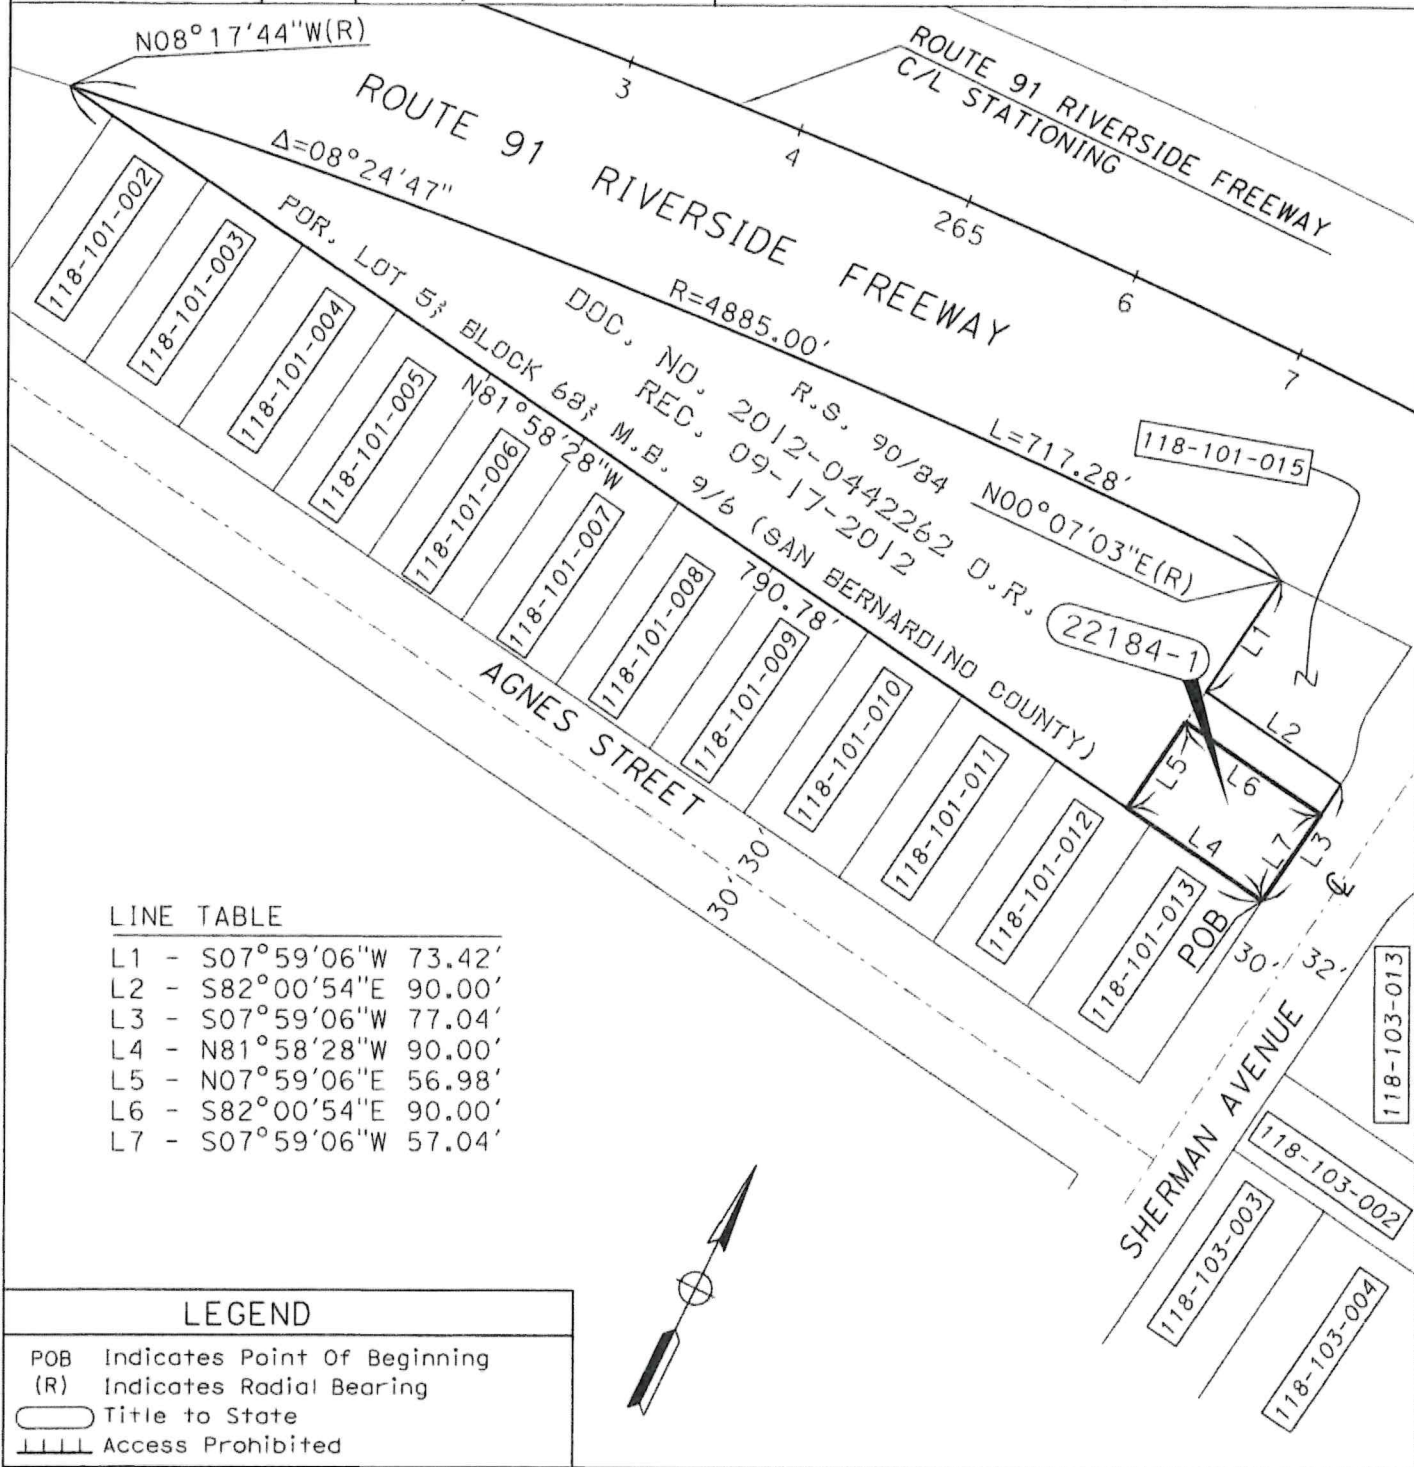 N08°17'44"W(R)
ROUTE 91 RIVERSIDE FREEWAY
C/L STATIONING
3
4
265
6
7
ROUTE 91 RIVERSIDE FREEWAY
Δ=08°24'47"
R=4885.00'
L=717.28'
R.S. 90/84
DOC. NO. 2012-0442262 O.R.
REC. 09-17-2012
POR. LOT 5; BLOCK 68; M.B. 9/6 (SAN BERNARDINO COUNTY)
N81°58'28"W
790.78'
N00°07'03"E(R)
118-101-015
22184-1
L1
L2
L3
L4
L5
L6
L7
POB
118-101-002
118-101-003
118-101-004
118-101-005
118-101-006
118-101-007
118-101-008
118-101-009
118-101-010
118-101-011
118-101-012
118-101-013
AGNES STREET
30'
30'
30'
32'
SHERMAN AVENUE
118-103-013
118-103-002
118-103-003
118-103-004
LINE TABLE
L1 - S07°59'06"W 73.42'
L2 - S82°00'54"E 90.00'
L3 - S07°59'06"W 77.04'
L4 - N81°58'28"W 90.00'
L5 - N07°59'06"E 56.98'
L6 - S82°00'54"E 90.00'
L7 - S07°59'06"W 57.04'
LEGEND
POB Indicates Point Of Beginning
(R) Indicates Radial Bearing
Title to State
Access Prohibited